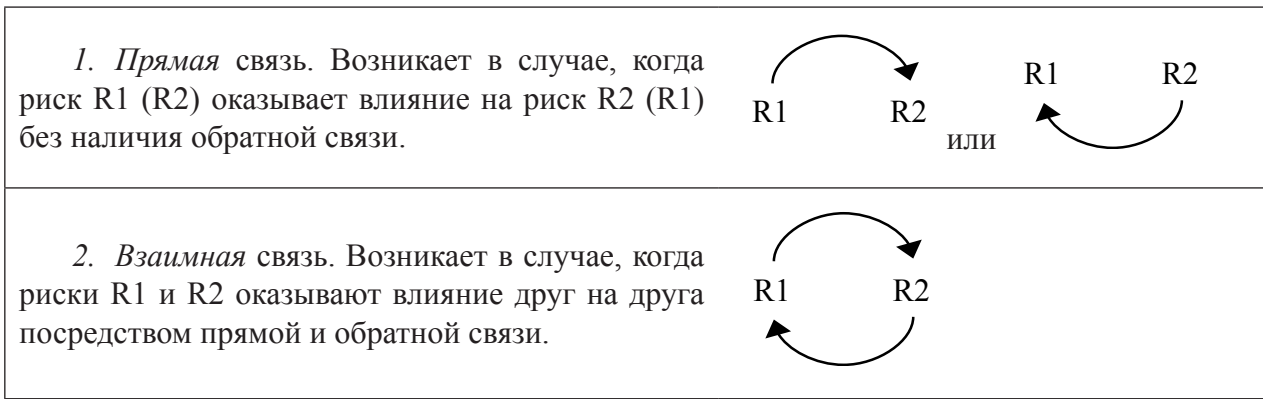 1. Прямая связь. Возникает в случае, когда
риск R1 (R2) оказывает влияние на риск R2 (R1)
без наличия обратной связи.
R1 R2 или R1 R2
2. Взаимная связь. Возникает в случае, когда
риски R1 и R2 оказывают влияние друг на друга
посредством прямой и обратной связи.
R1 R2